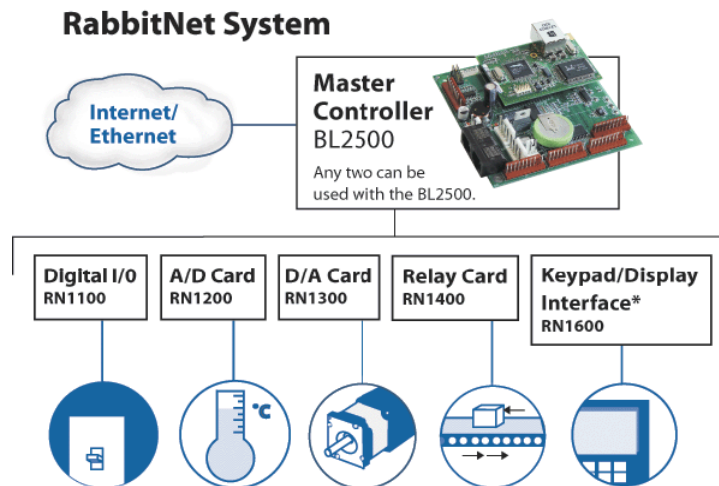 RabbitNet System
Internet/
Ethernet
Master
Controller
BL2500
Any two can be
used with the BL2500.
Digital I/0
RN1100
A/D Card
RN1200
D/A Card
RN1300
Relay Card
RN1400
Keypad/Display
Interface*
RN1600
°C